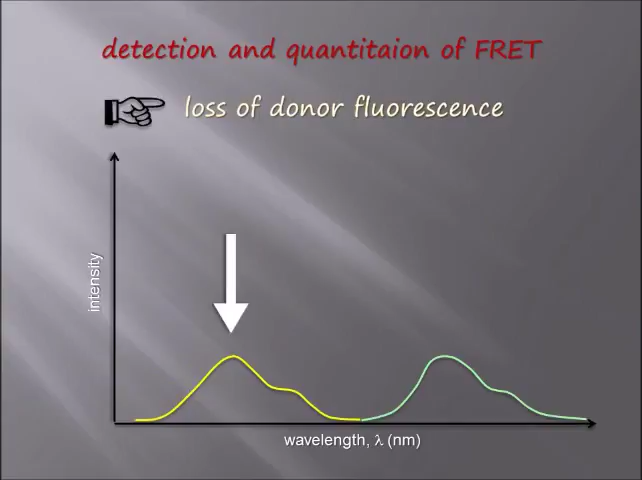 detection and quantitaion of FRET
loss of donor fluorescence
intensity
wavelength, λ (nm)